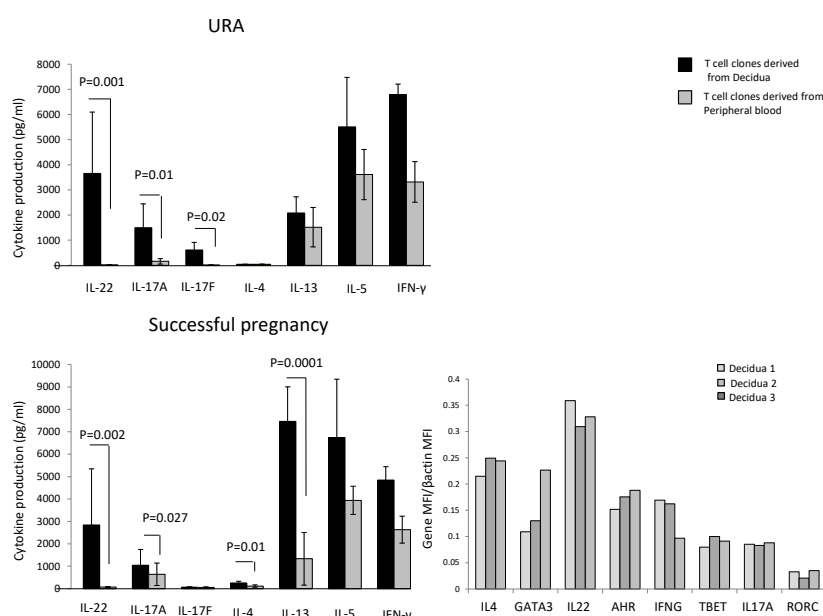 URA
Cytokine production (pg/ml)
8000
7000
6000
5000
4000
3000
2000
1000
0
P=0.001
P=0.01
P=0.02
IL-22 IL-17A IL-17F IL-4 IL-13 IL-5 IFN-γ
T cell clones derived
from Decidua
T cell clones derived from
Peripheral blood
Successful pregnancy
Cytokine production (pg/ml)
10000
9000
8000
7000
6000
5000
4000
3000
2000
1000
0
P=0.002
P=0.027
P=0.01
P=0.0001
IL-22 IL-17A IL-17F IL-4 IL-13 IL-5 IFN-γ
Decidua 1
Decidua 2
Decidua 3
Gene MFI/βactin MFI
0.4
0.35
0.3
0.25
0.2
0.15
0.1
0.05
0
IL4 GATA3 IL22 AHR IFNG TBET IL17A RORC